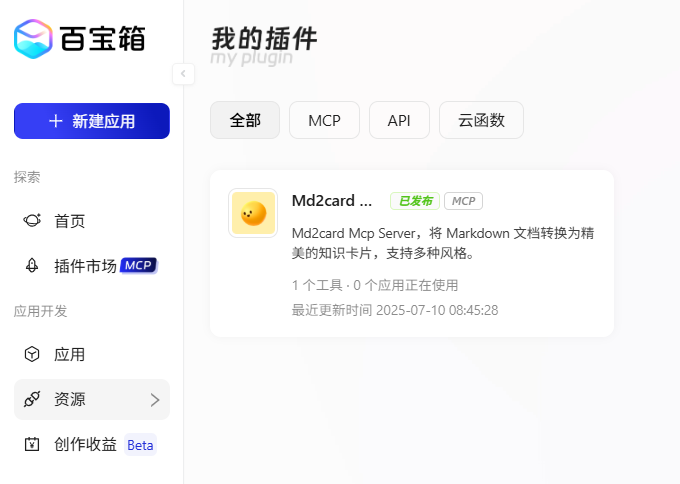 百宝箱
新建应用
探索
首页
插件市场 MCP
应用开发
应用
资源
创作收益 Beta
我的插件
my plugin
全部 MCP API 云函数
Md2card ... 已发布 MCP
Md2card Mcp Server，将 Markdown 文档转换为精
美的知识卡片，支持多种风格。
1 个工具 · 0 个应用正在使用
最近更新时间 2025-07-10 08:45:28